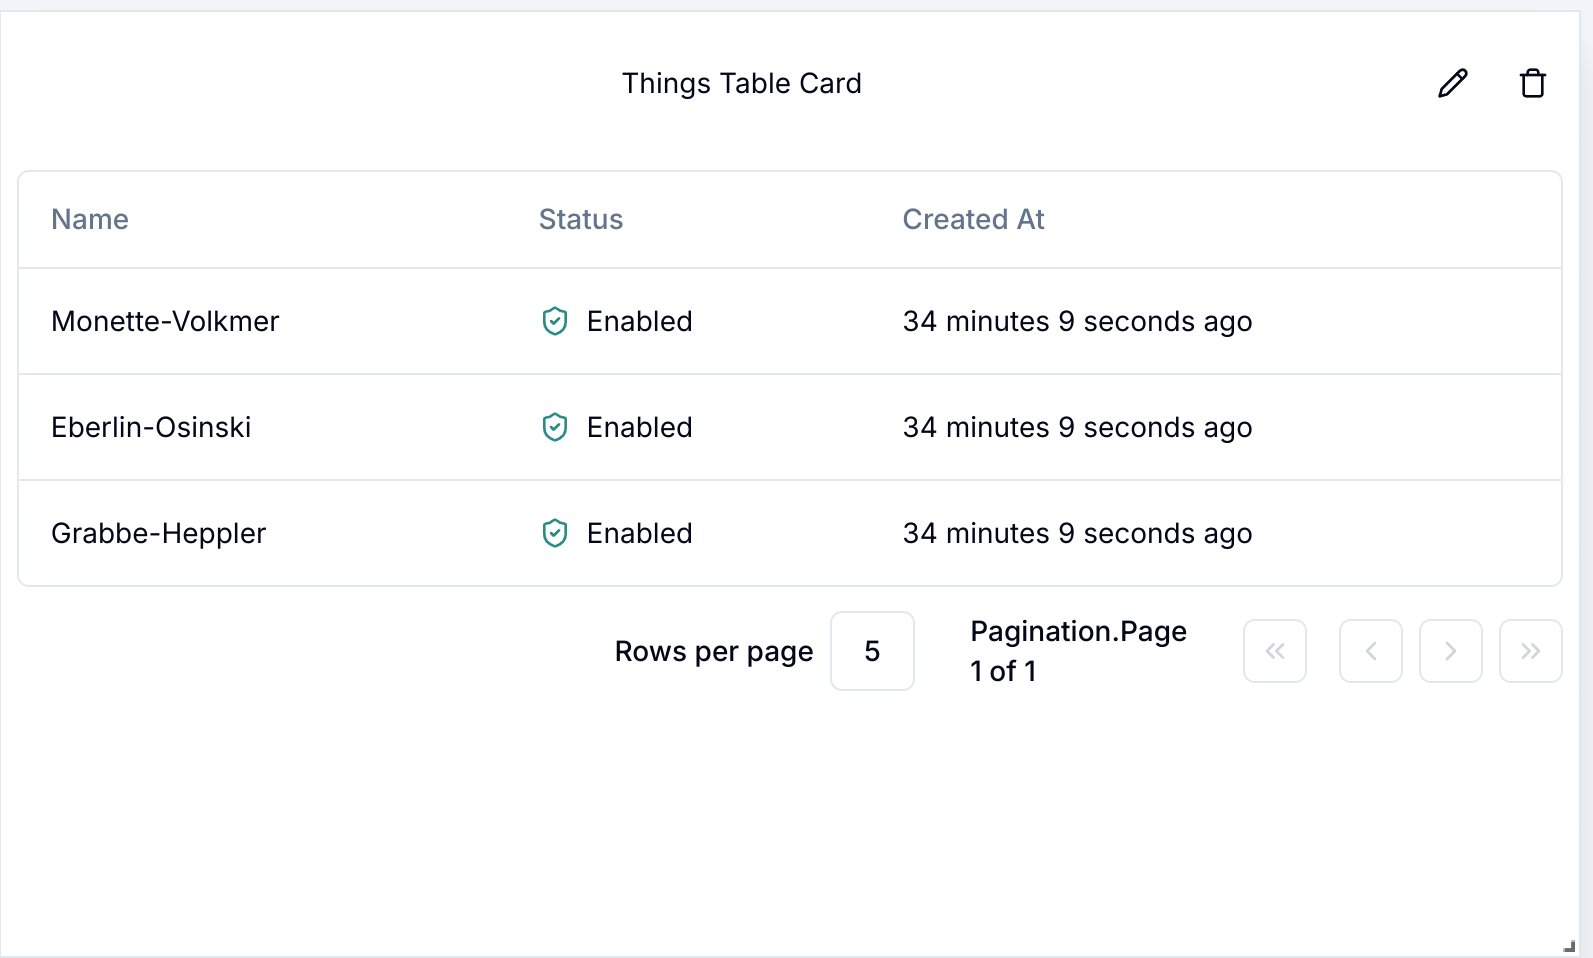 Things Table Card
Name Status Created At
Monette-Volkmer Enabled 34 minutes 9 seconds ago
Eberlin-Osinski Enabled 34 minutes 9 seconds ago
Grabbe-Heppler Enabled 34 minutes 9 seconds ago
Rows per page 5
Pagination.Page
1 of 1